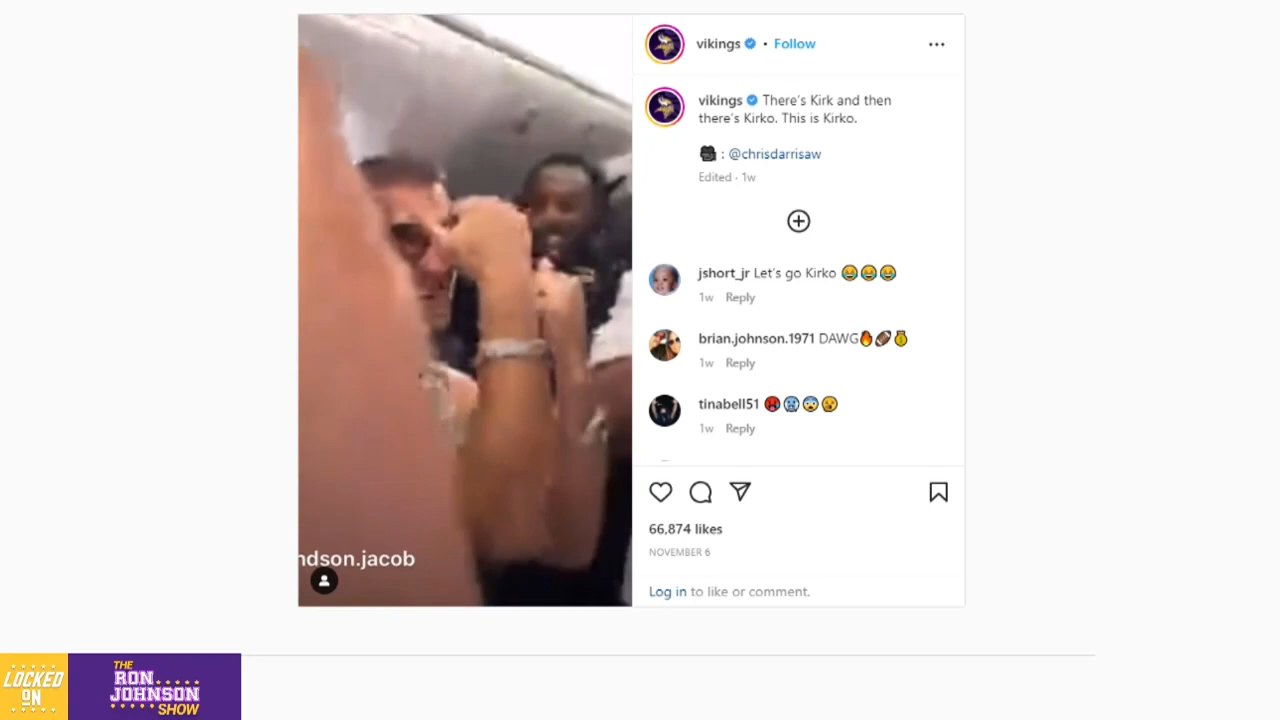 vikings • Follow
vikings There's Kirk and then
there's Kirko. This is Kirko.
: @chrisdarrisaw
Edited · 1w
jshort_jr Let's go Kirko 😂😂😂
1w Reply
brian.johnson.1971 DAWG🔥🏈🏅
1w Reply
tinabell51 🥵🥶😨😮
1w Reply
66,874 likes
NOVEMBER 6
Log in to like or comment.
ndson.jacob
LOCKED
ON
THE
RON
JOHNSON
SHOW